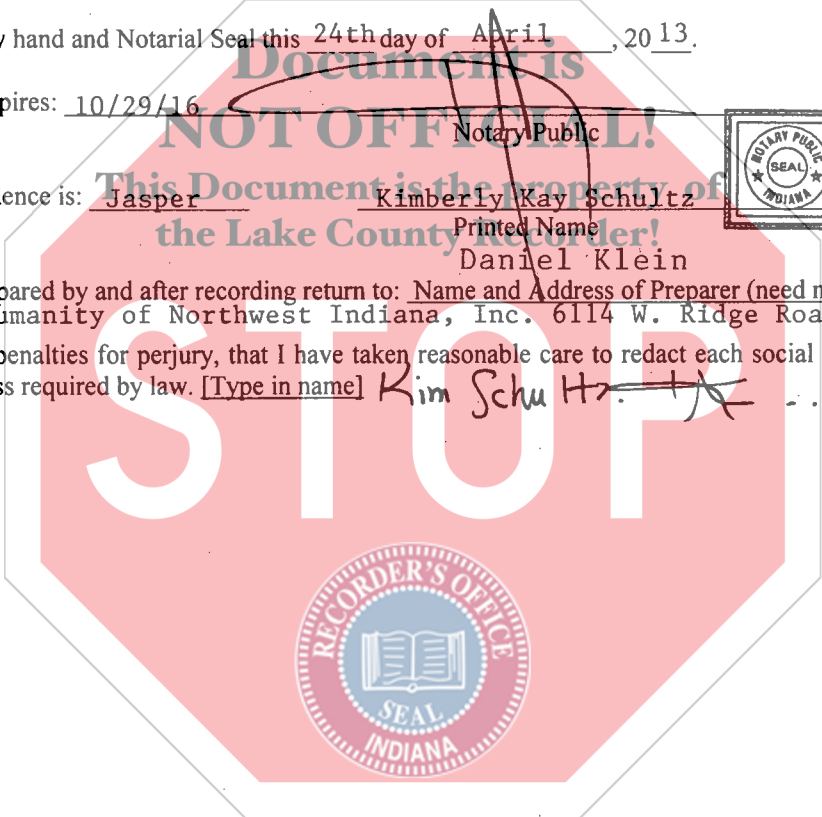 y hand and Notarial Seal this 24th day of April, 20 13.
Document is
pires: 10/29/16
NOT OFFICIAL!
Notary Public
NOTARY PUBLIC
SEAL
INDIANA
This Document is the property of
ence is: Jasper Kimberly Kay Schultz
the Lake County Recorder!
Printed Name
Daniel Klein
pared by and after recording return to: Name and Address of Preparer (need n
umanity of Northwest Indiana, Inc. 6114 W. Ridge Roa
penalties for perjury, that I have taken reasonable care to redact each social
ss required by law. [Type in name] Kim Schultz
STOP
RECORDER'S OFFICE
SEAL
INDIANA